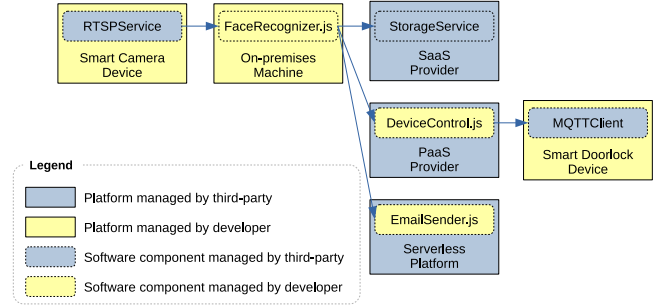 RTSPService
Smart Camera
Device
FaceRecognizer.js
On-premises
Machine
StorageService
SaaS
Provider
DeviceControl.js
PaaS
Provider
MQTTClient
Smart Doorlock
Device
EmailSender.js
Serverless
Platform
Legend
Platform managed by third-party
Platform managed by developer
Software component managed by third-party
Software component managed by developer